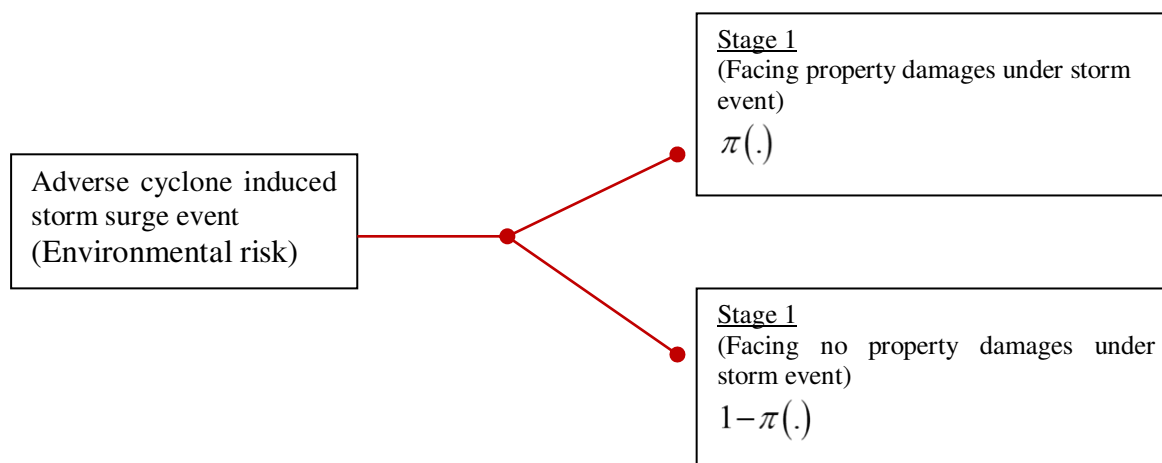 Adverse cyclone induced
storm surge event
(Environmental risk)
Stage 1
(Facing property damages under storm
event)
π(.)
Stage 1
(Facing no property damages under
storm event)
1−π(.)